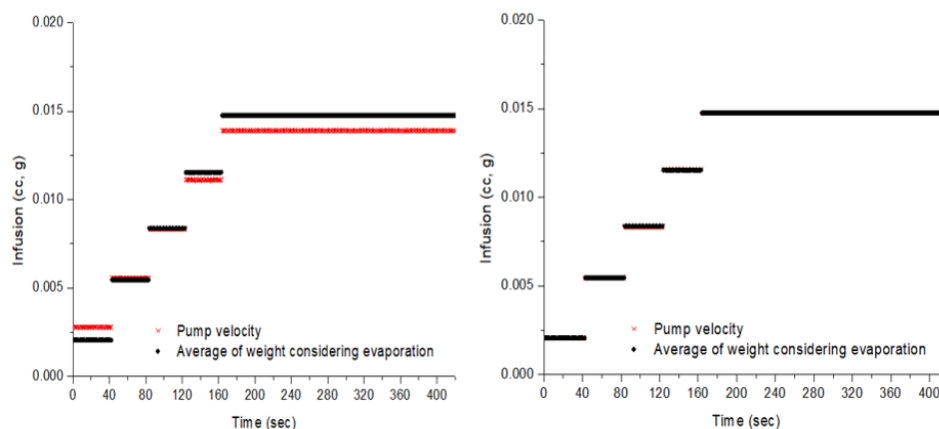 0.020
0.015
0.010
0.005
0.000
Infusion (cc, g)
Pump velocity
Average of weight considering evaporation
0 40 80 120 160 200 240 280 320 360 400
Time (sec)
0.020
0.015
0.010
0.005
0.000
Infusion (cc, g)
Pump velocity
Average of weight considering evaporation
0 40 80 120 160 200 240 280 320 360 400
Time (sec)